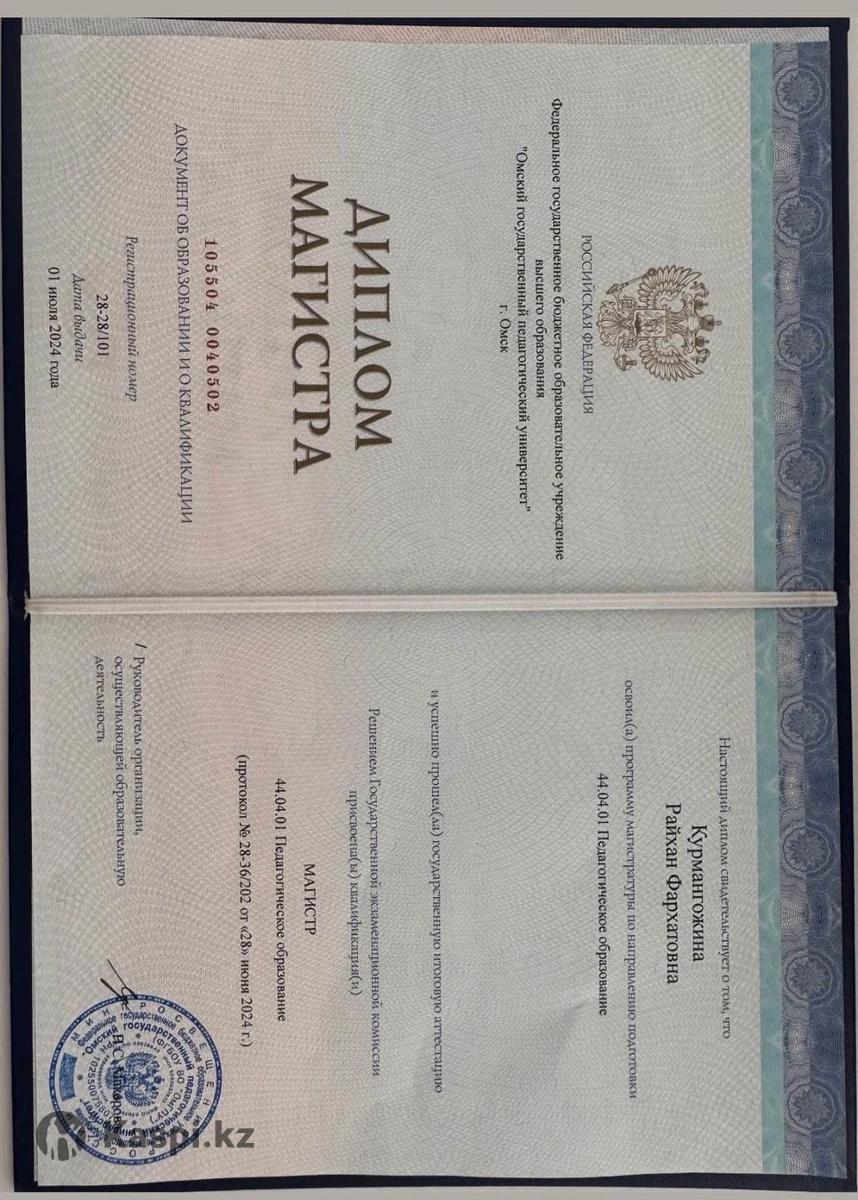 РОССИЙСКАЯ ФЕДЕРАЦИЯ
Федеральное государственное бюджетное образовательное учреждение
высшего образования
"Омский государственный педагогический университет"
г. Омск
ДИПЛОМ
МАГИСТРА
105504 0040502
ДОКУМЕНТ ОБ ОБРАЗОВАНИИ И О КВАЛИФИКАЦИИ
Регистрационный номер
28-28/101
Дата выдачи
01 июля 2024 года
Настоящий диплом свидетельствует о том, что
Курмангожина
Райхан Фархатовна
освоил(а) программу магистратуры по направлению подготовки
44.04.01 Педагогическое образование
и успешно прошел(ла) государственную итоговую аттестацию
Решением Государственной экзаменационной комиссии
присвоена(ы) квалификация(и)
МАГИСТР
44.04.01 Педагогическое образование
(протокол № 28-36/202 от «28» июня 2024 г.)
/ Руководитель организации,
осуществляющей образовательную
деятельность
kaspi.kz